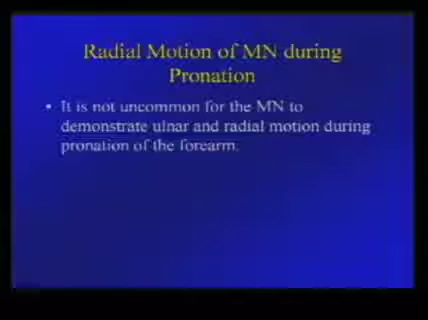 Radial Motion of MN during
Pronation
• It is not uncommon for the MN to
demonstrate ulnar and radial motion during
pronation of the forearm.